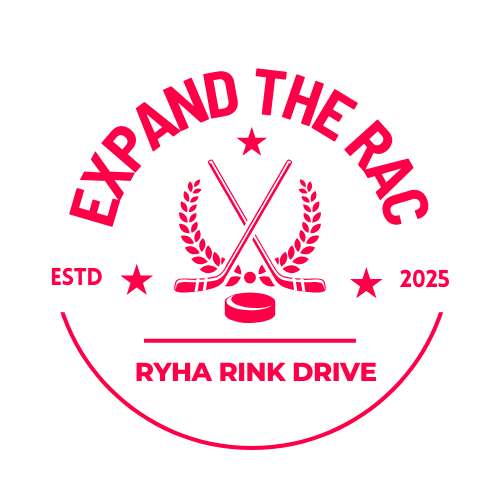 EXPAND THE RAC
ESTD
2025
RYHA RINK DRIVE